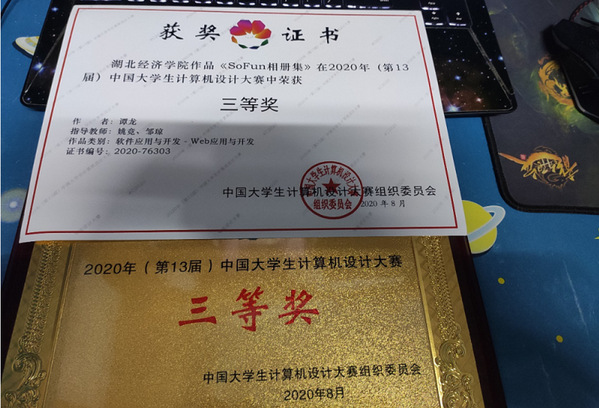 获奖证书
湖北经济学院作品《SoFun相册集》在2020年（第13
届）中国大学生计算机设计大赛中荣获
三等奖
作 者：谭龙
指导教师：姚竞、邹琼
作品类别：软件应用与开发-Web应用与开发
证书编号：2020-76303
中国大学生计算机设计大赛组织委员会
组织委员会
2020 年 8 月
2020年（第13届）中国大学生计算机设计大赛
三等奖
中国大学生计算机设计大赛组织委员会
2020年8月